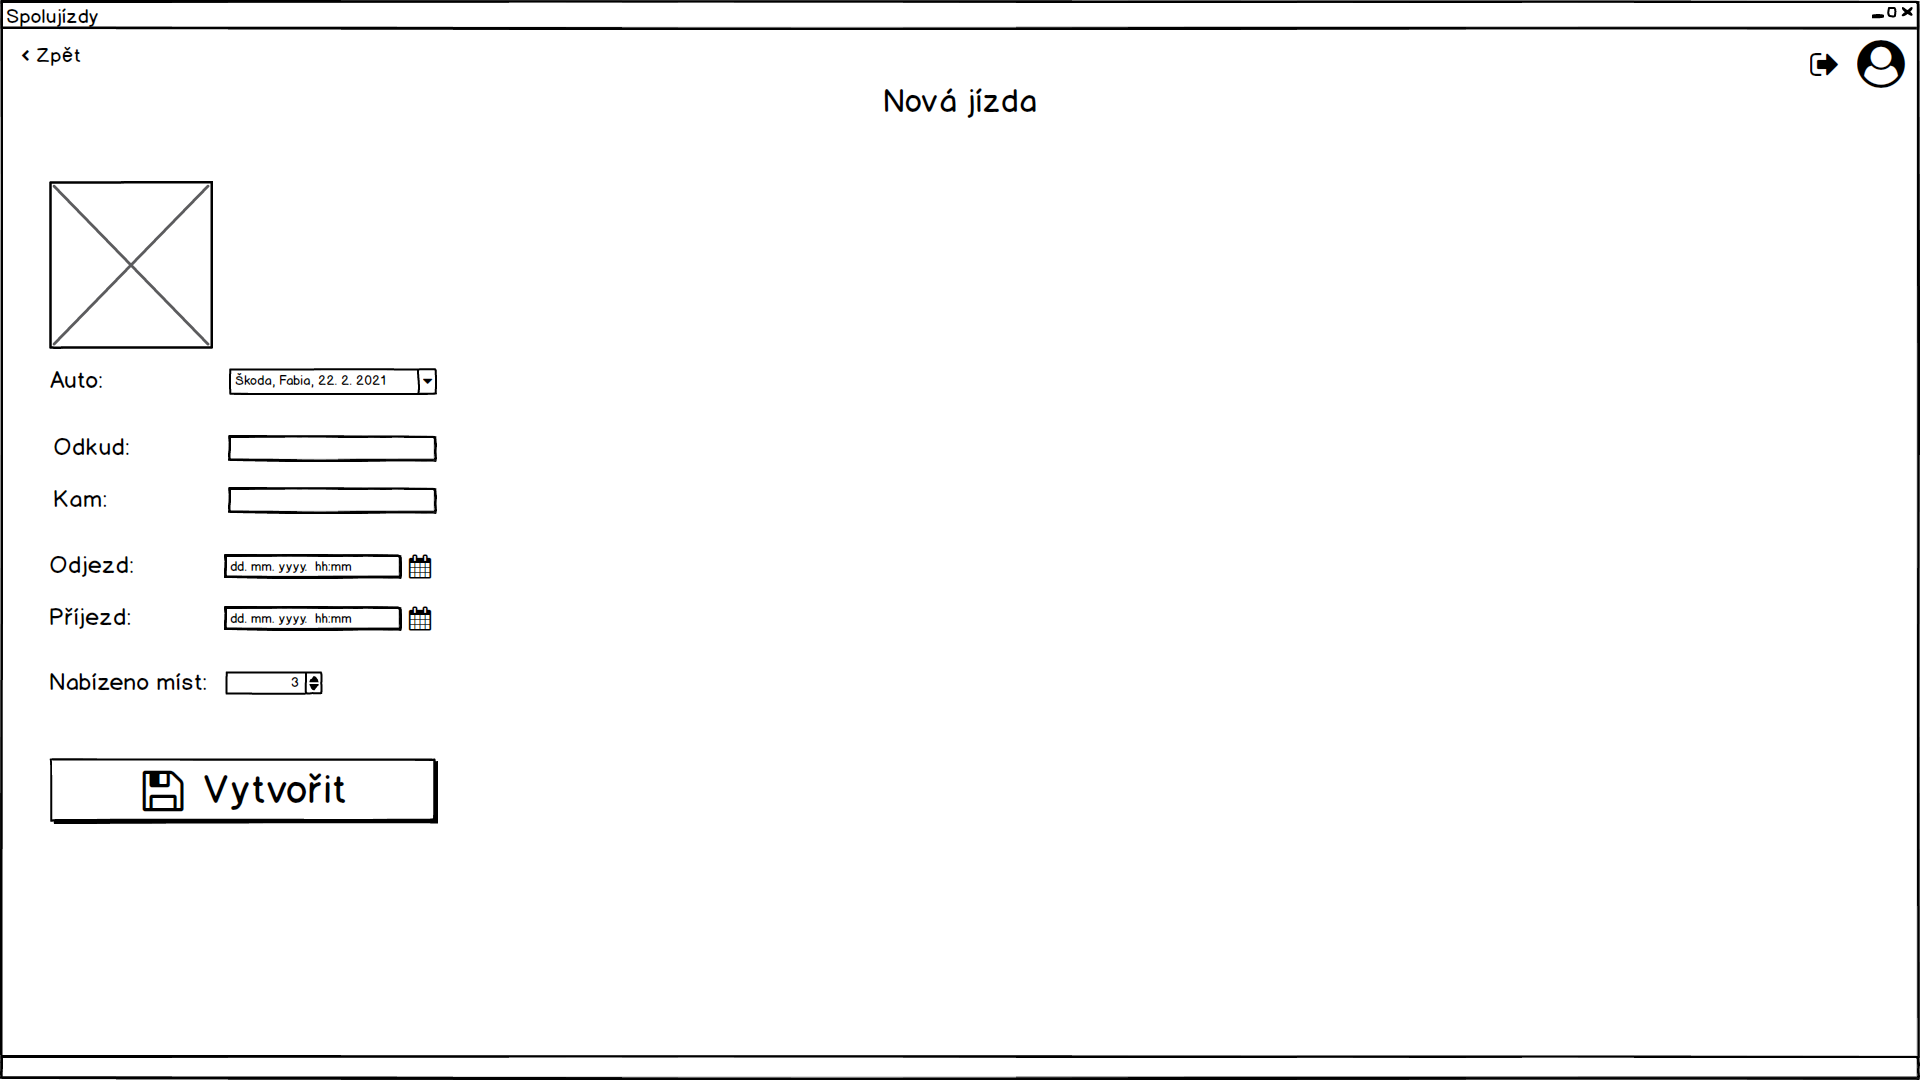 Spolujízdy
‹ Zpět
Nová jízda
Auto: Škoda, Fabia, 22. 2. 2021
Odkud:
Kam:
Odjezd: dd. mm. yyyy. hh:mm
Příjezd: dd. mm. yyyy. hh:mm
Nabízeno míst: 3
Vytvořit